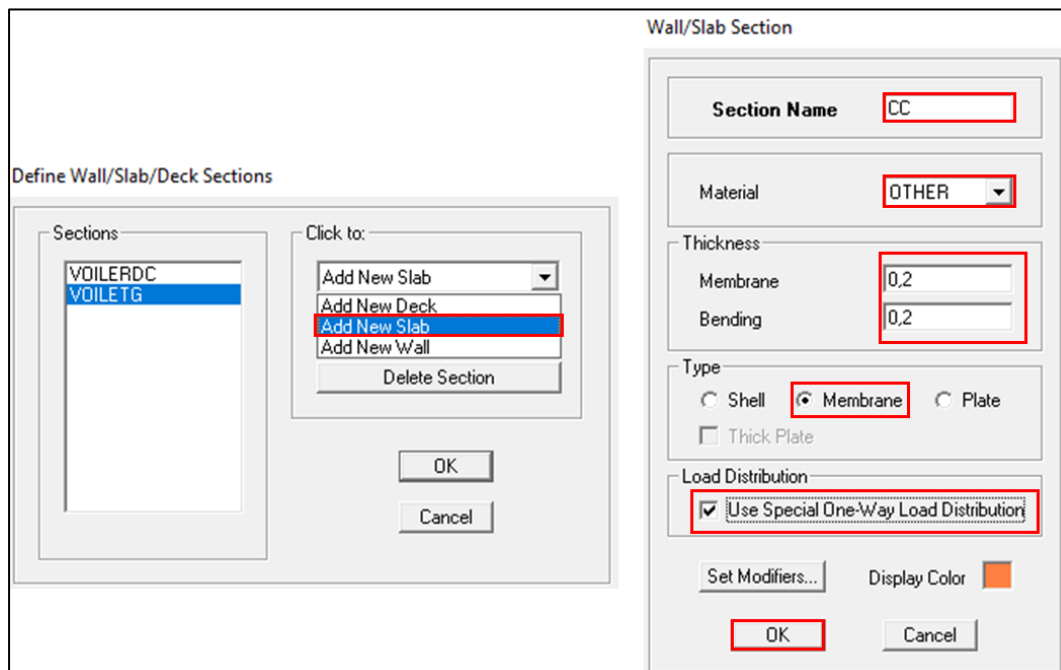 Define Wall/Slab/Deck Sections
Sections
VOILERDC
VOILETG
Click to:
Add New Slab
Add New Deck
Add New Slab
Add New Wall
Delete Section
OK
Cancel
Wall/Slab Section
Section Name CC
Material OTHER
Thickness
Membrane 0,2
Bending 0,2
Type
Shell Membrane Plate
Thick Plate
Load Distribution
Use Special One-Way Load Distribution
Set Modifiers... Display Color
OK Cancel